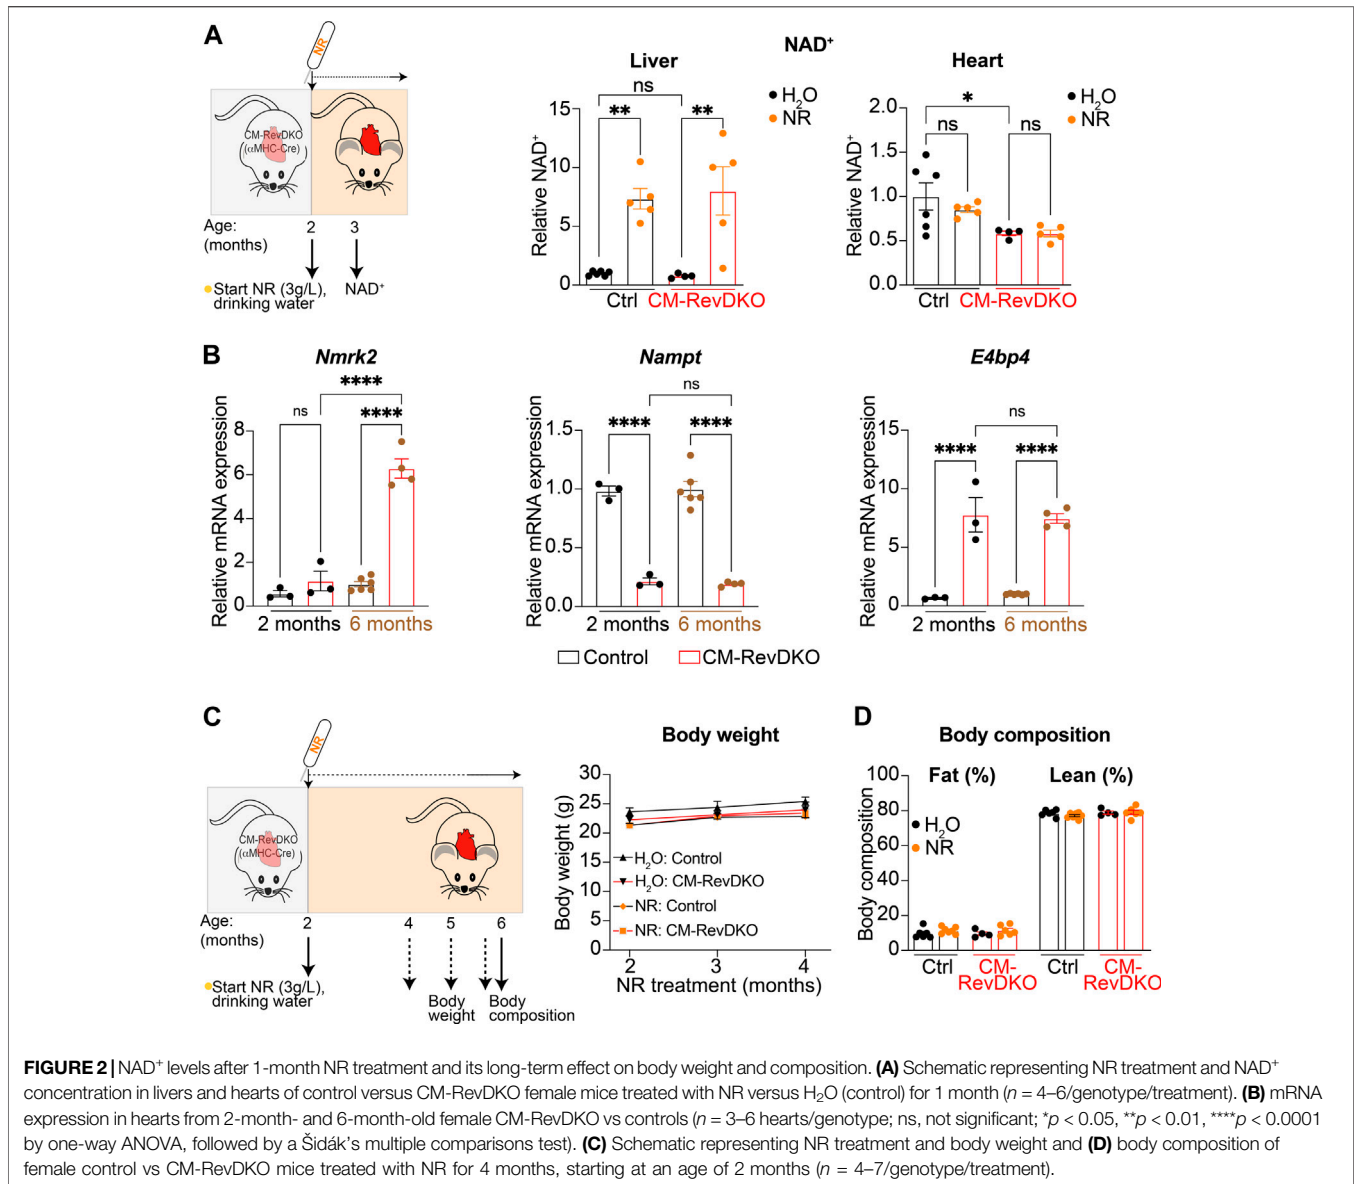 A
NR
CM-RevDKO
(αMHC-Cre)
Age:
(months)
2
3
Start NR (3g/L),
drinking water
NAD⁺
NAD⁺
Liver
H₂O
NR
ns
**
**
Relative NAD⁺
15
10
5
0
Ctrl
CM-RevDKO
Heart
H₂O
NR
*
ns
ns
Relative NAD⁺
2.0
1.5
1.0
0.5
0.0
Ctrl
CM-RevDKO
B
Nmrk2
****
ns
****
Relative mRNA expression
8
6
4
2
0
2 months
6 months
Nampt
ns
****
****
Relative mRNA expression
1.5
1.0
0.5
0.0
2 months
6 months
E4bp4
ns
****
****
Relative mRNA expression
15
10
5
0
2 months
6 months
Control
CM-RevDKO
C
NR
CM-RevDKO
(αMHC-Cre)
Age:
(months)
2
4
5
6
Start NR (3g/L),
drinking water
Body
weight
Body
composition
Body weight
Body weight (g)
30
25
20
15
10
5
0
H₂O: Control
H₂O: CM-RevDKO
NR: Control
NR: CM-RevDKO
2
3
4
NR treatment (months)
D
Body composition
Fat (%)
Lean (%)
H₂O
NR
Body composition
100
80
60
40
20
0
Ctrl
CM-
RevDKO
Ctrl
CM-
RevDKO
FIGURE 2 | NAD⁺ levels after 1-month NR treatment and its long-term effect on body weight and composition. (A) Schematic representing NR treatment and NAD⁺
concentration in livers and hearts of control versus CM-RevDKO female mice treated with NR versus H₂O (control) for 1 month (n = 4–6/genotype/treatment). (B) mRNA
expression in hearts from 2-month- and 6-month-old female CM-RevDKO vs controls (n = 3–6 hearts/genotype; ns, not significant; *p < 0.05, **p < 0.01, ****p < 0.0001
by one-way ANOVA, followed by a Šidák’s multiple comparisons test). (C) Schematic representing NR treatment and body weight and (D) body composition of
female control vs CM-RevDKO mice treated with NR for 4 months, starting at an age of 2 months (n = 4–7/genotype/treatment).